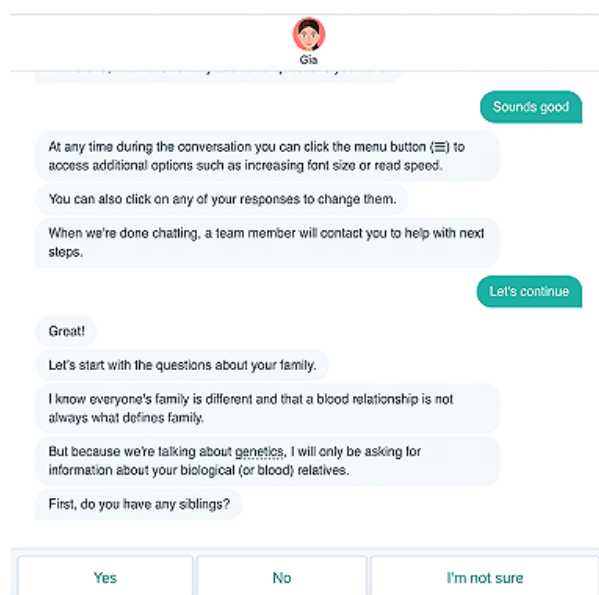 Gia
Sounds good
At any time during the conversation you can click the menu button (☰) to
access additional options such as increasing font size or read speed.
You can also click on any of your responses to change them.
When we're done chatting, a team member will contact you to help with next
steps.
Let's continue
Great!
Let's start with the questions about your family.
I know everyone's family is different and that a blood relationship is not
always what defines family.
But because we're talking about genetics, I will only be asking for
information about your biological (or blood) relatives.
First, do you have any siblings?
Yes
No
I'm not sure